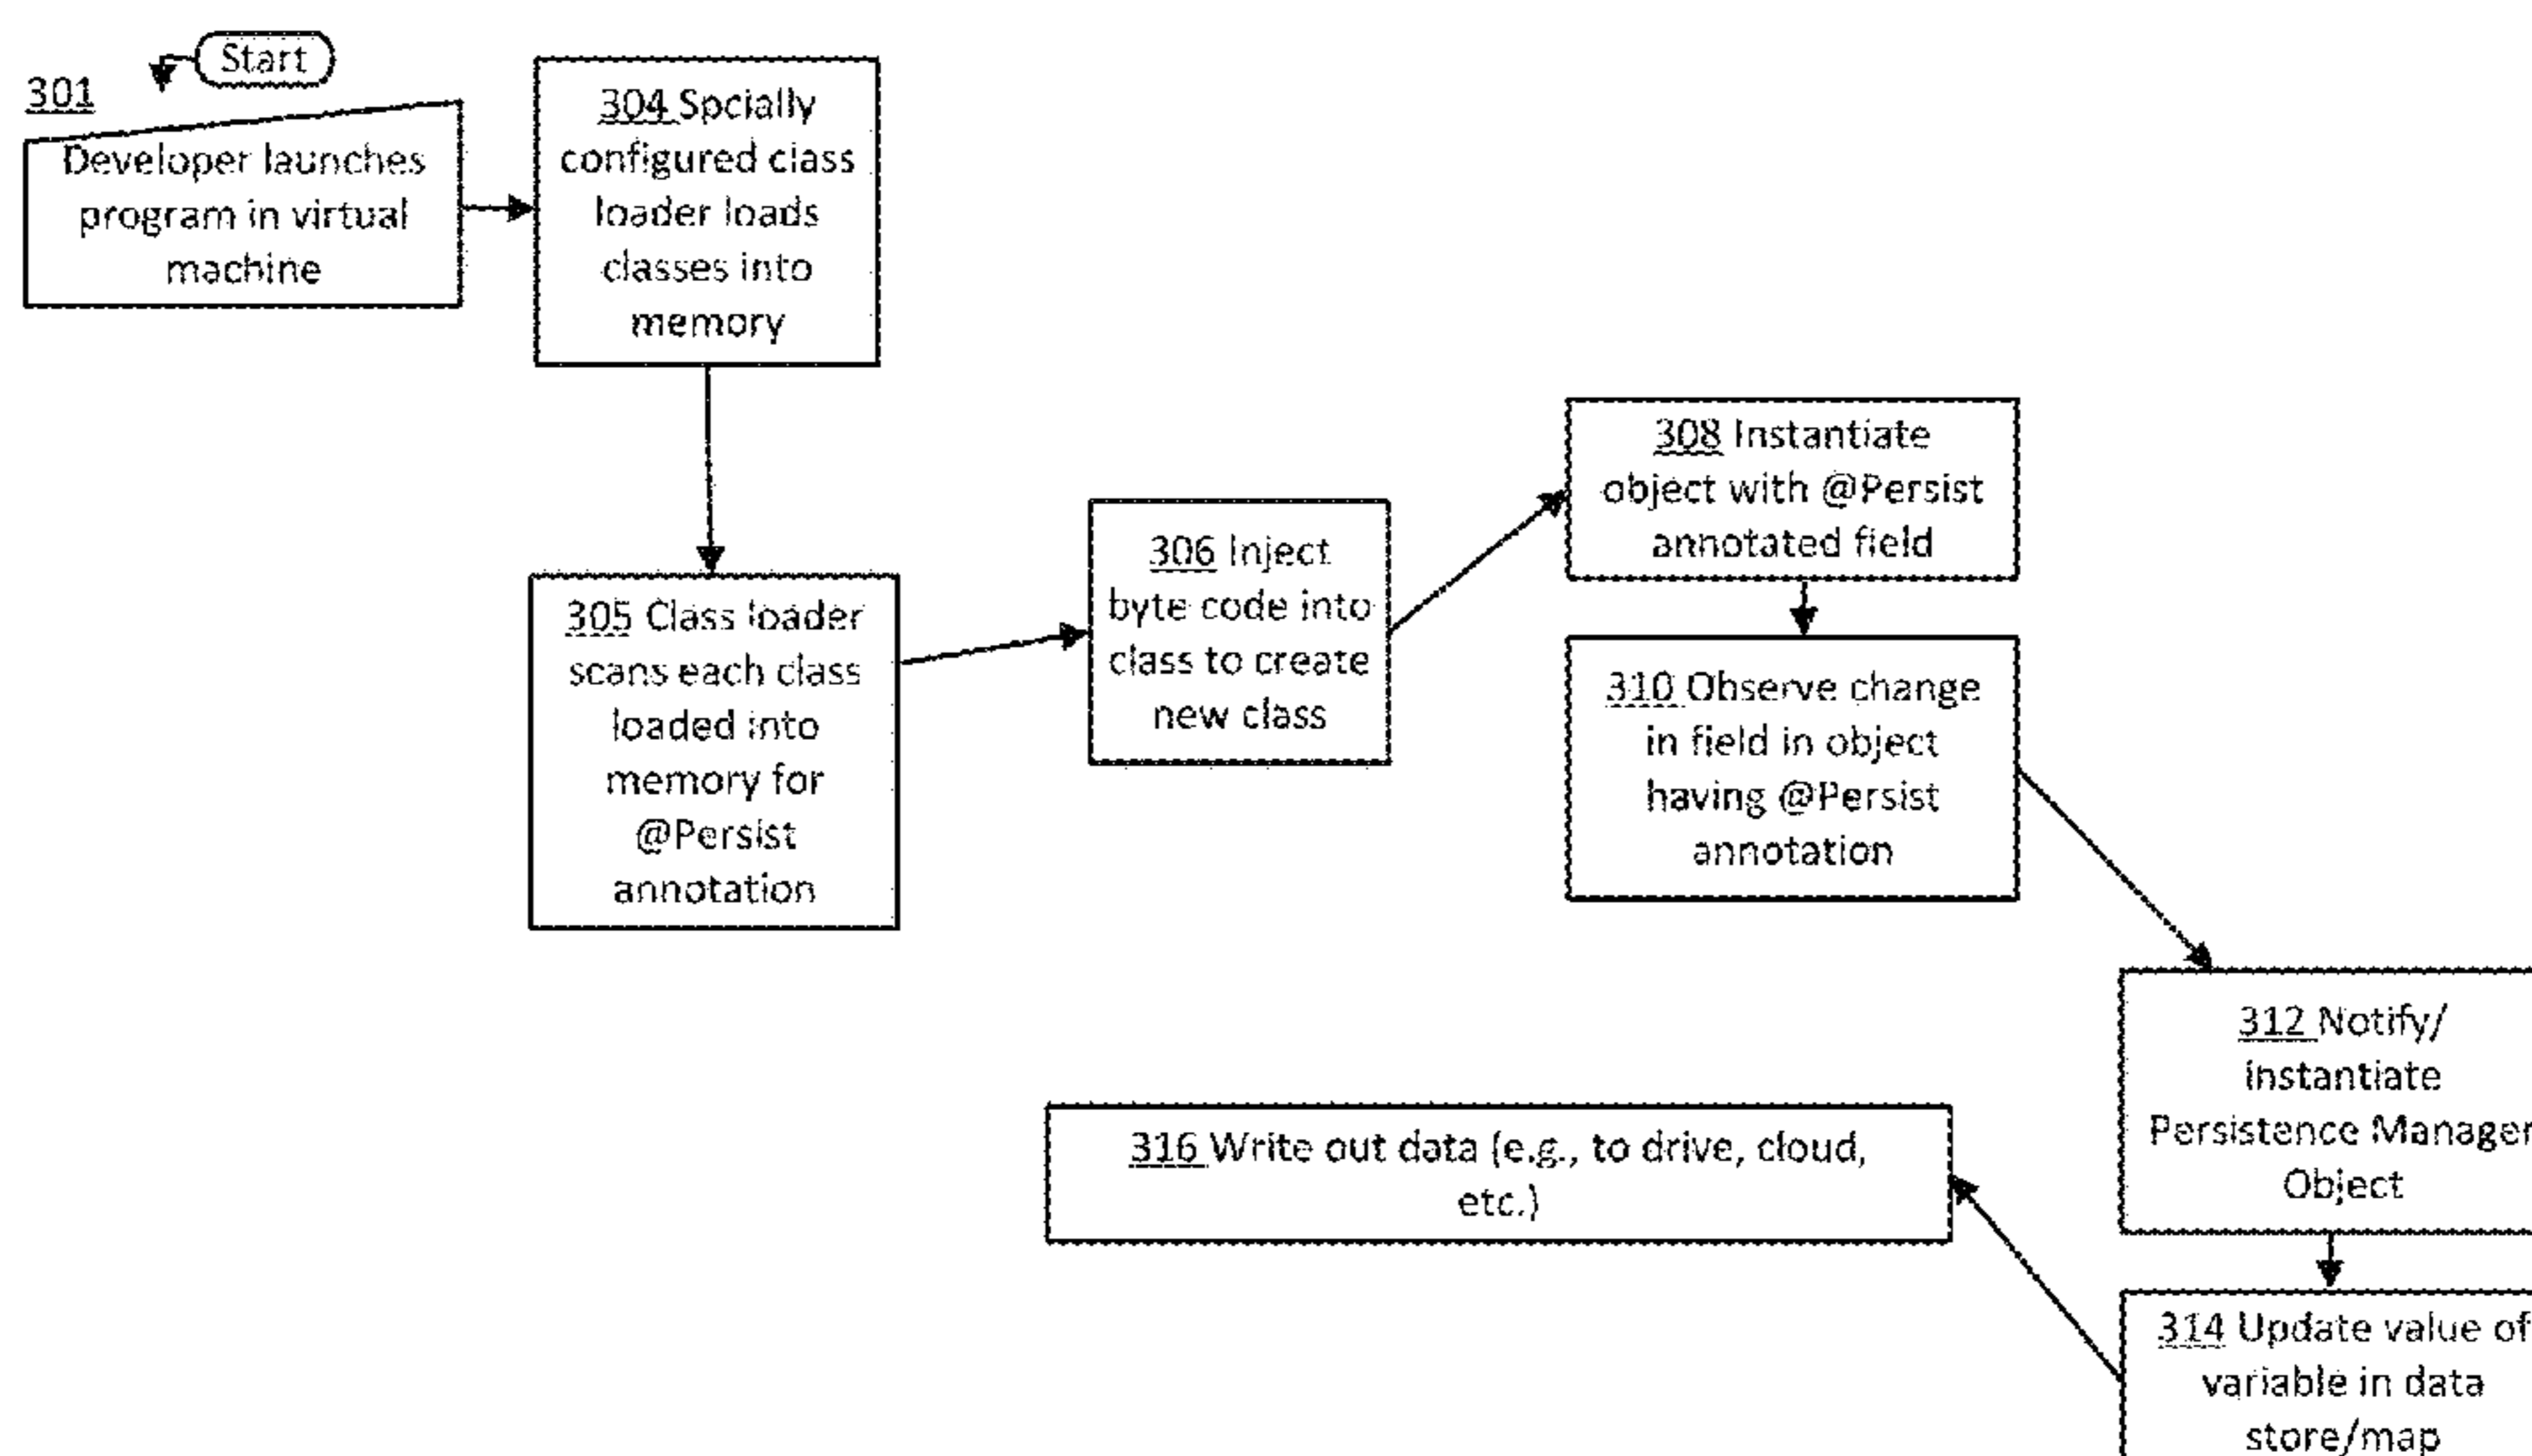 Start
301
Developer launches
program in virtual
machine
304 Spcially
configured class
loader loads
classes into
memory
305 Class loader
scans each class
loaded into
memory for
@Persist
annotation
306 Inject
byte code into
class to create
new class
308 Instantiate
object with @Persist
annotated field
310 Observe change
in field in object
having @Persist
annotation
312 Notify/
instantiate
Persistence Manager
Object
314 Update value of
variable in data
store/map
316 Write out data (e.g., to drive, cloud,
etc.)